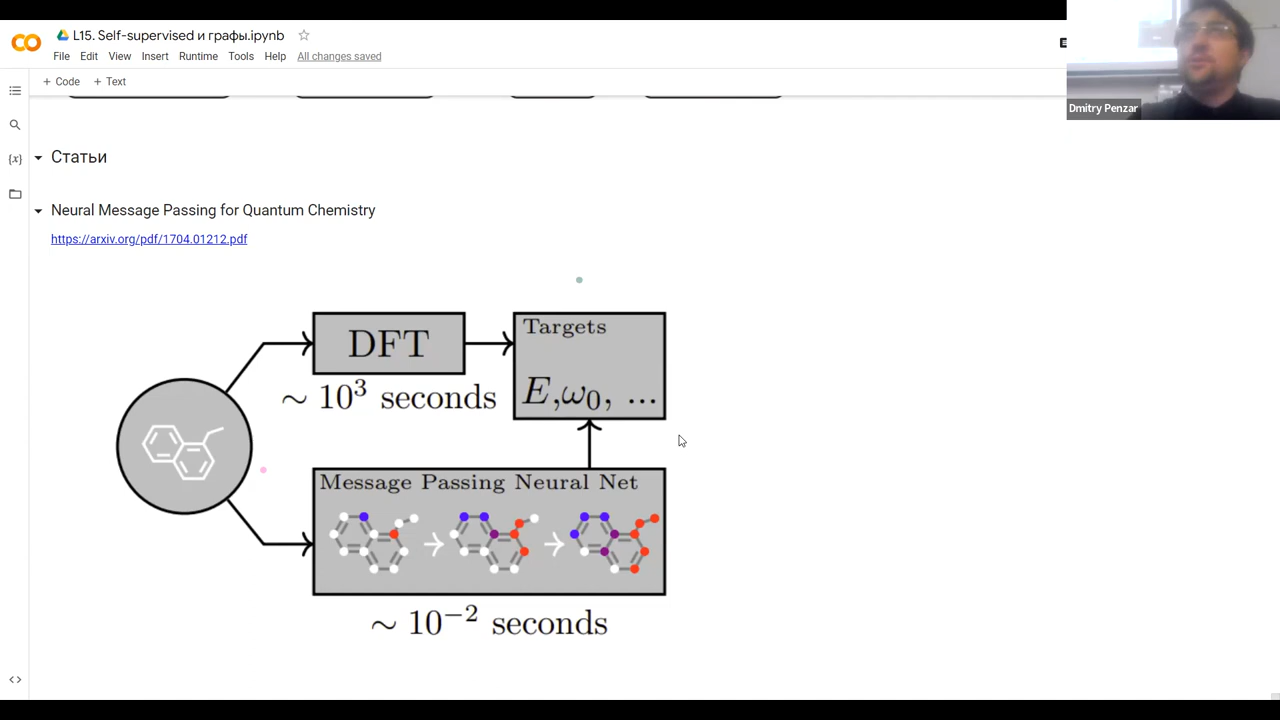 L15. Self-supervised и графы.ipynb
File Edit View Insert Runtime Tools Help All changes saved
+ Code + Text
Dmitry Penzar
Статьи
Neural Message Passing for Quantum Chemistry
https://arxiv.org/pdf/1704.01212.pdf
DFT
Targets
E,ω₀, ...
~ 10³ seconds
Message Passing Neural Net
~ 10⁻² seconds